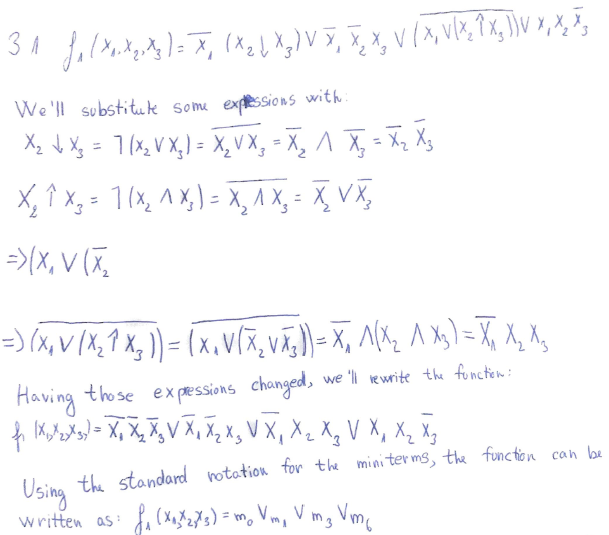 3 1 f₁(x₁,x₂,x₃) = x̅₁ (x₂ ↓ x₃) V x̅₁ x̅₂ x₃ V (x₁ V (x₂ ↑ x₃))̅ V x₁ x₂ x̅₃
We'll substitute some expressions with:
x₂ ↓ x₃ = ˥(x₂ V x₃) = \overline{x₂ V x₃} = x̅₂ Λ x̅₃ = x̅₂ x̅₃
x₂ ↑ x₃ = ˥(x₂ Λ x₃) = \overline{x₂ Λ x₃} = x̅₂ V x̅₃
=>(x₁ V (x̅₂
=>(\overline{x₁ V (x₂ ↑ x₃)}) = (\overline{x₁ V (x̅₂ V x̅₃)}) = x̅₁ Λ (x₂ Λ x₃) = x̅₁ x₂ x₃
Having those expressions changed, we'll rewrite the function:
f₁ (x₁,x₂,x₃,) = x̅₁ x̅₂ x̅₃ V x̅₁ x̅₂ x₃ V x̅₁ x₂ x₃ V x₁ x₂ x̅₃
Using the standard notation for the miniterms, the function can be
written as: f₁ (x₁,x₂,x₃) = m₀ V m₁ V m₃ V m₆